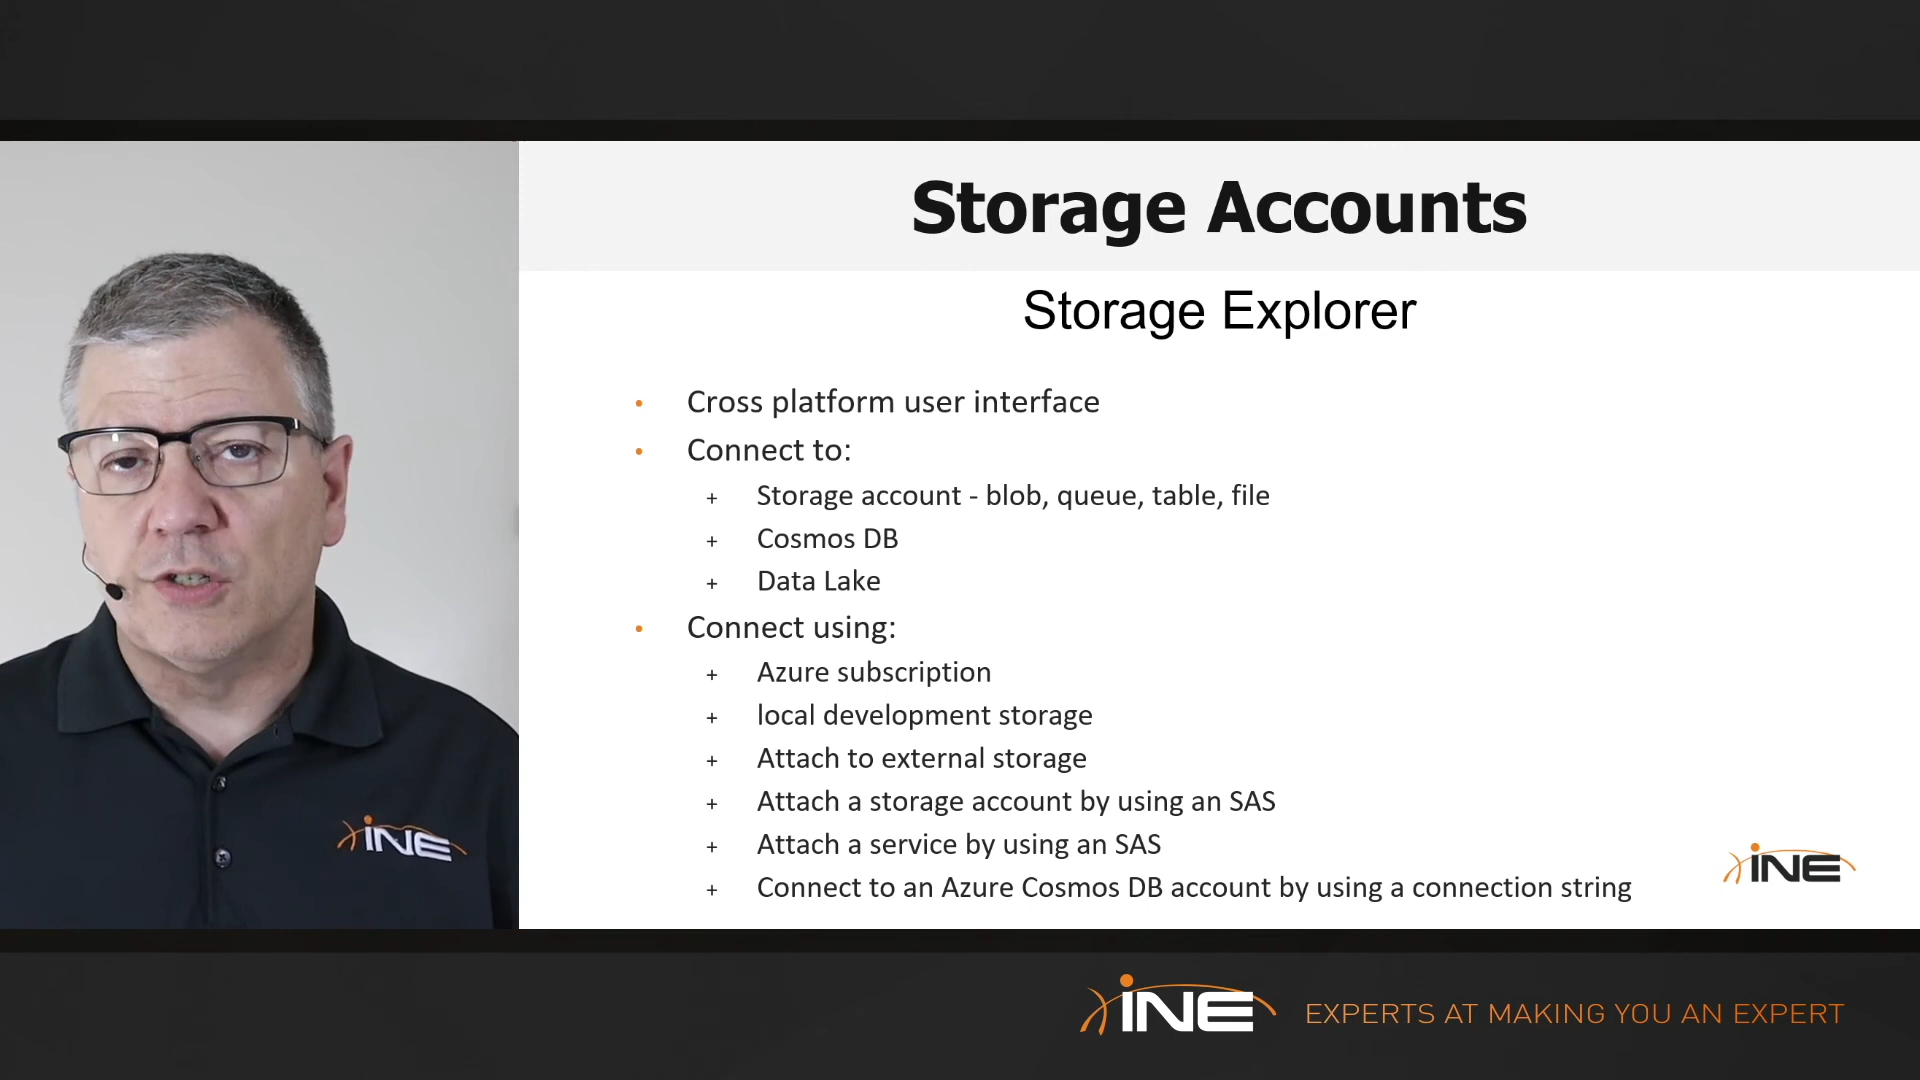 Storage Accounts
Storage Explorer
• Cross platform user interface
• Connect to:
+ Storage account - blob, queue, table, file
+ Cosmos DB
+ Data Lake
• Connect using:
+ Azure subscription
+ local development storage
+ Attach to external storage
+ Attach a storage account by using an SAS
+ Attach a service by using an SAS
+ Connect to an Azure Cosmos DB account by using a connection string
iNE
iNE
iNE EXPERTS AT MAKING YOU AN EXPERT